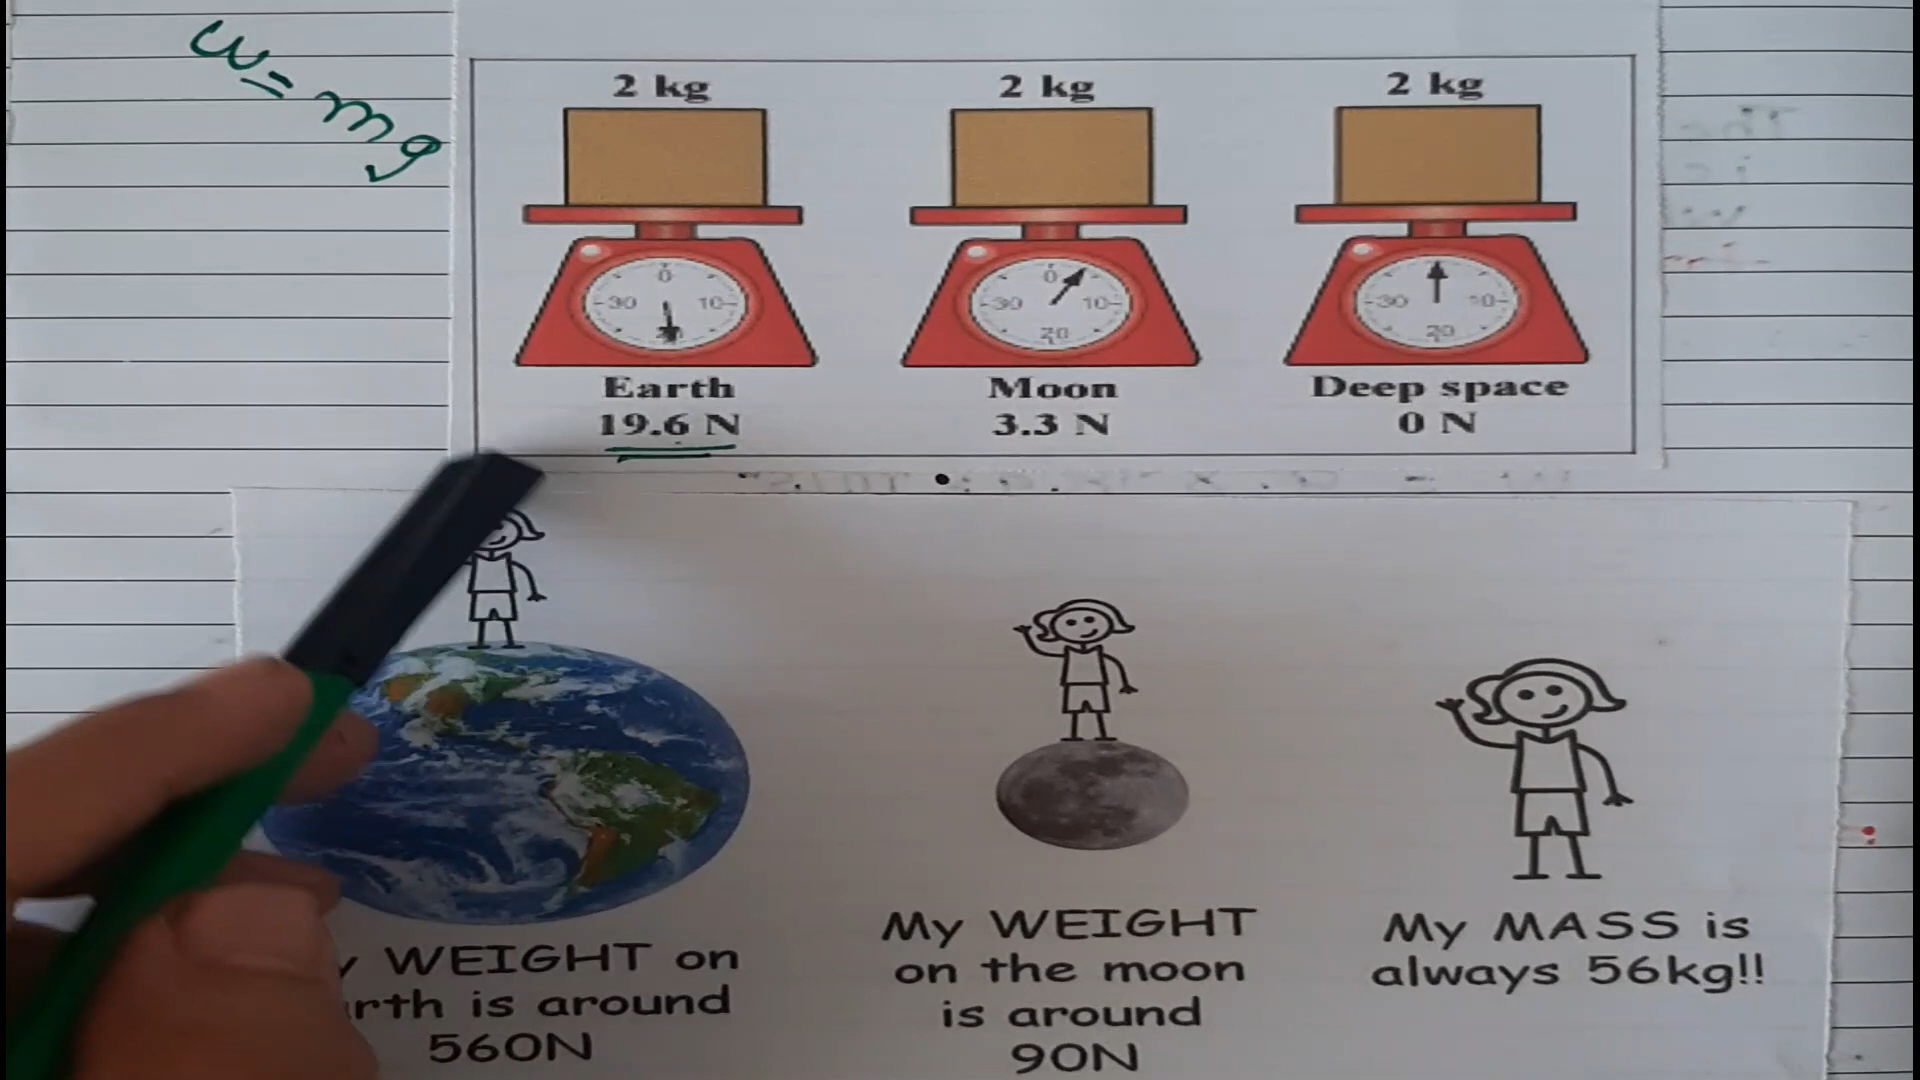 w = mg
2 kg 2 kg 2 kg
0 10 20 30
0 10 20 30
0 10 20 30
Earth Moon Deep space
19.6 N 3.3 N 0 N
WEIGHT on
is around
560N
My WEIGHT
on the moon
is around
90N
My MASS is
always 56kg!!